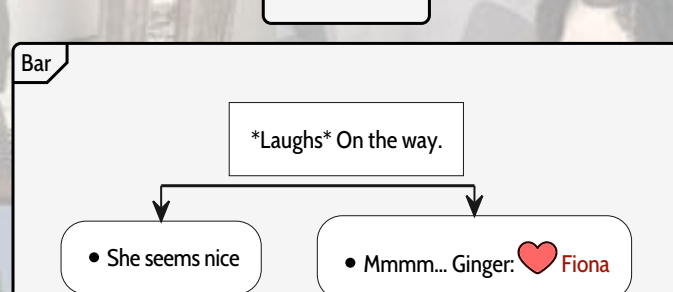 Bar
*Laughs* On the way.
• She seems nice
• Mmmm... Ginger: ❤ Fiona